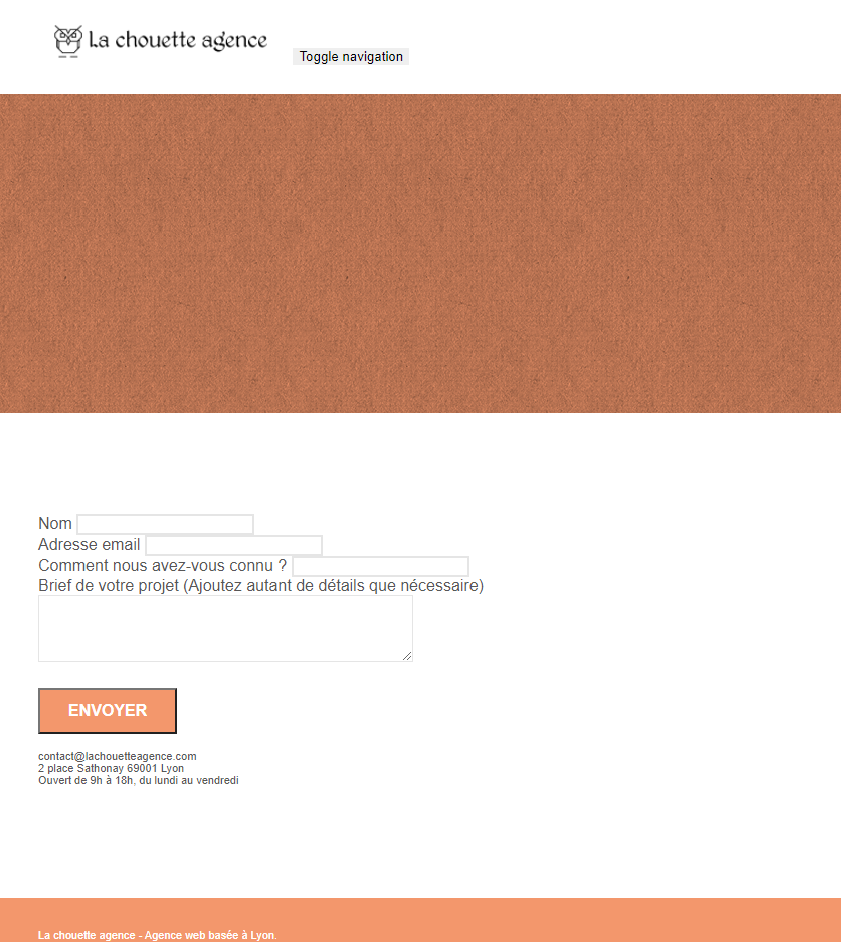 La chouette agence
Toggle navigation
Nom
Adresse email
Comment nous avez-vous connu ?
Brief de votre projet (Ajoutez autant de détails que nécessaire)
ENVOYER
contact@lachouetteagence.com
2 place Sathonay 69001 Lyon
Ouvert de 9h à 18h, du lundi au vendredi
La chouette agence - Agence web basée à Lyon.